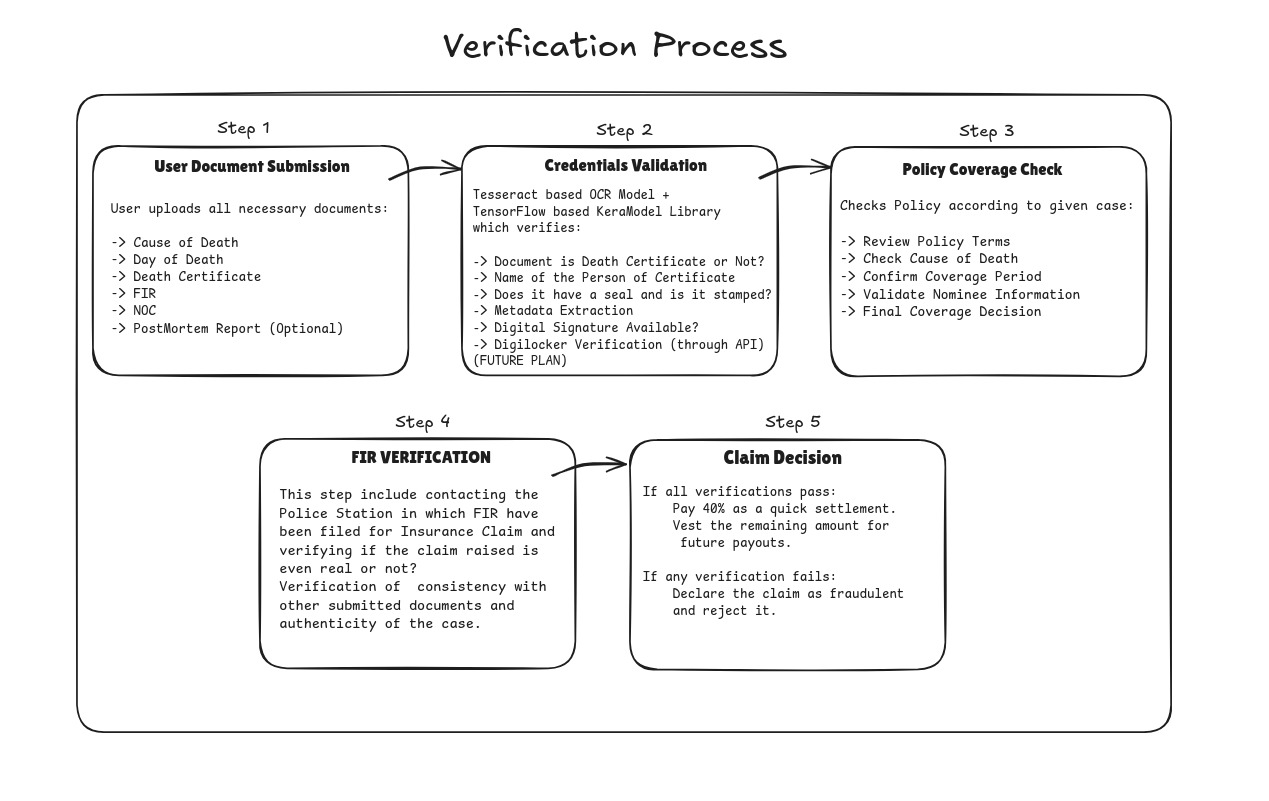 Verification Process
Step 1
User Document Submission
User uploads all necessary documents:
-> Cause of Death
-> Day of Death
-> Death Certificate
-> FIR
-> NOC
-> PostMortem Report (Optional)
Step 2
Credentials Validation
Tesseract based OCR Model +
TensorFlow based KeraModel Library
which verifies:
-> Document is Death Certificate or Not?
-> Name of the Person of Certificate
-> Does it have a seal and is it stamped?
-> Metadata Extraction
-> Digital Signature Available?
-> Digilocker Verification (through API)
(FUTURE PLAN)
Step 3
Policy Coverage Check
Checks Policy according to given case:
-> Review Policy Terms
-> Check Cause of Death
-> Confirm Coverage Period
-> Validate Nominee Information
-> Final Coverage Decision
Step 4
FIR VERIFICATION
This step include contacting the
Police Station in which FIR have
been filed for Insurance Claim and
verifying if the claim raised is
even real or not?
Verification of  consistency with
other submitted documents and
authenticity of the case.
Step 5
Claim Decision
If all verifications pass:
Pay 40% as a quick settlement.
Vest the remaining amount for
future payouts.
If any verification fails:
Declare the claim as fraudulent
and reject it.